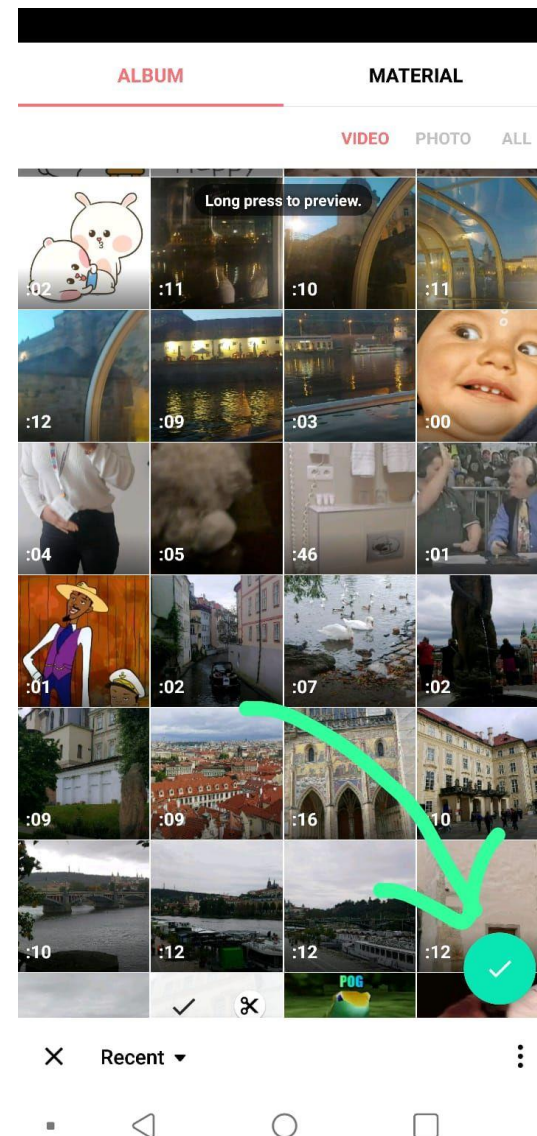 ALBUM MATERIAL
VIDEO PHOTO ALL
Long press to preview.
:02 :11 :10 :11
:12 :09 :03 :00
:04 :05 :46 :01
:01 :02 :07 :02
:09 :09 :16 :10
:10 :12 :12 :12
POG
Recent